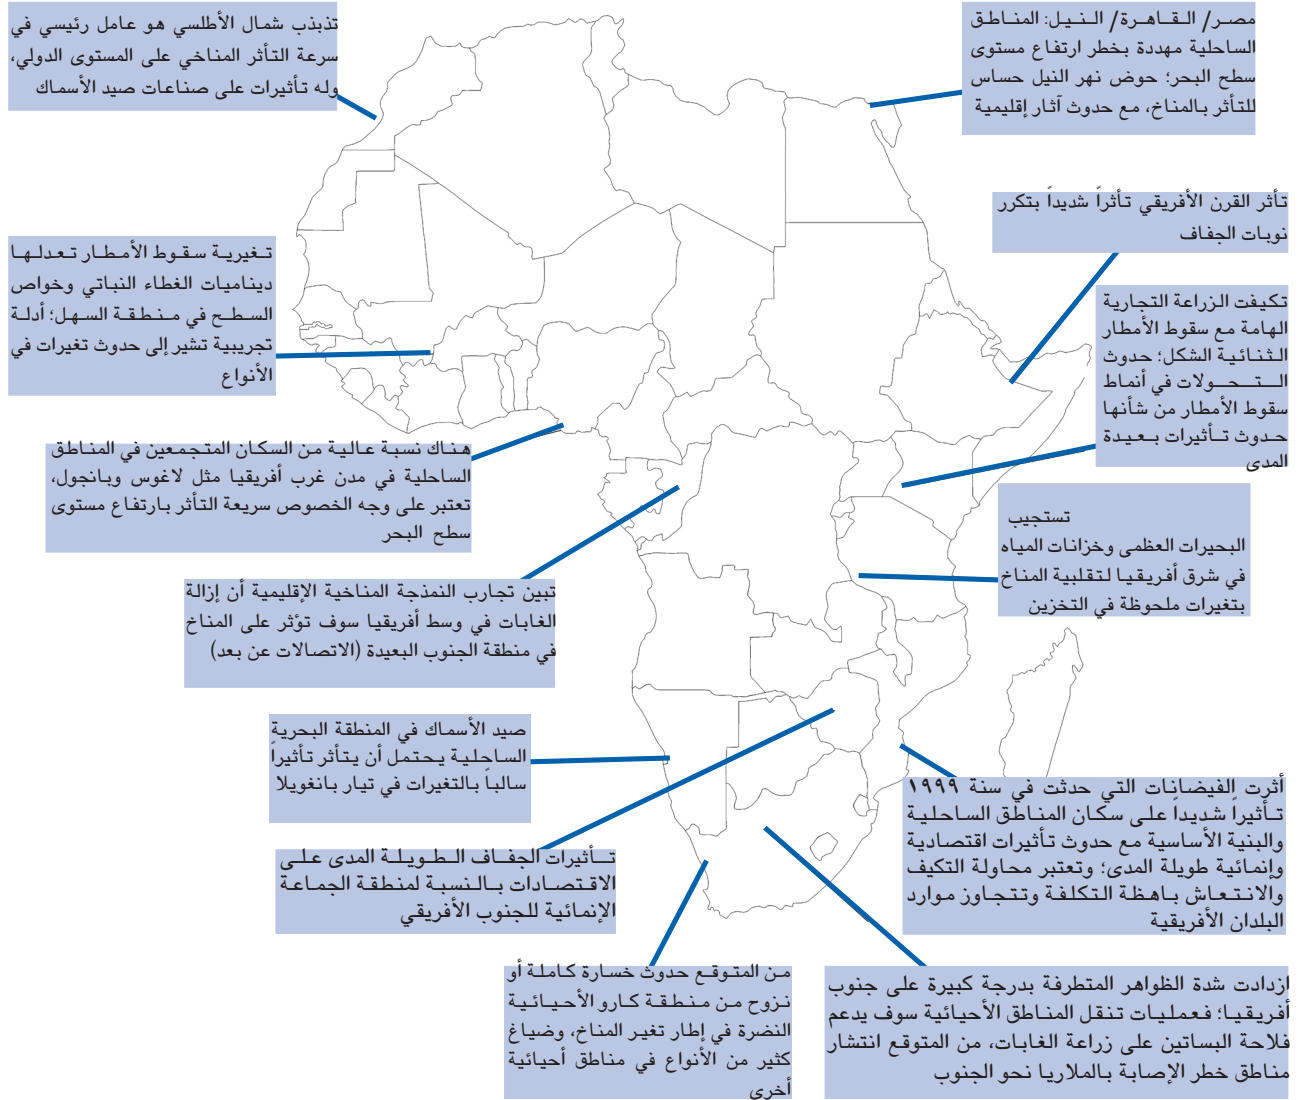 تذبذب شمال الأطلسي هو عامل رئيسي في
سرعة التأثر المناخي على المستوى الدولي،
وله تأثيرات على صناعات صيد الأسماك
مصر/ القاهرة/ النيل: المناطق
الساحلية مهددة بخطر ارتفاع مستوى
سطح البحر؛ حوض نهر النيل حساس
للتأثر بالمناخ، مع حدوث آثار إقليمية
تأثر القرن الأفريقي تأثراً شديداً بتكرر
نوبات الجفاف
تغيرية سقوط الأمطار تعدلها
ديناميات الغطاء النباتي وخواص
السطح في منطقة السهل؛ أدلة
تجريبية تشير إلى حدوث تغيرات في
الأنواع
تكيفت الزراعة التجارية
الهامة مع سقوط الأمطار
الثنائية الشكل؛ حدوث
التحولات في أنماط
سقوط الأمطار من شأنها
حدوث تأثيرات بعيدة
المدى
هناك نسبة عالية من السكان المتجمعين في المناطق
الساحلية في مدن غرب أفريقيا مثل لاغوس وبانجول،
تعتبر على وجه الخصوص سريعة التأثر بارتفاع مستوى
سطح البحر
تستجيب
البحيرات العظمى وخزانات المياه
في شرق أفريقيا لتقلبية المناخ
بتغيرات ملحوظة في التخزين
تبين تجارب النمذجة المناخية الإقليمية أن إزالة
الغابات في وسط أفريقيا سوف تؤثر على المناخ
في منطقة الجنوب البعيدة (الاتصالات عن بعد)
صيد الأسماك في المنطقة البحرية
الساحلية يحتمل أن يتأثر تأثيراً
سالباً بالتغيرات في تيار بانغويلا
أثرت الفيضانات التي حدثت في سنة ١٩٩٩
تأثيراً شديداً على سكان المناطق الساحلية
والبنية الأساسية مع حدوث تأثيرات اقتصادية
وإنمائية طويلة المدى؛ وتعتبر محاولة التكيف
والانتعاش باهظة التكلفة وتتجاوز موارد
البلدان الأفريقية
تأثيرات الجفاف الطويلة المدى على
الاقتصادات بالنسبة لمنطقة الجماعة
الإنمائية للجنوب الأفريقي
من المتوقع حدوث خسارة كاملة أو
نزوح من منطقة كارو الأحيائية
النضرة في إطار تغير المناخ، وضياغ
كثير من الأنواع في مناطق أحيائية
أخرى
ازدادت شدة الظواهر المتطرفة بدرجة كبيرة على جنوب
أفريقيا؛ فعمليات تنقل المناطق الأحيائية سوف يدعم
فلاحة البساتين على زراعة الغابات، من المتوقع انتشار
مناطق خطر الإصابة بالملاريا نحو الجنوب